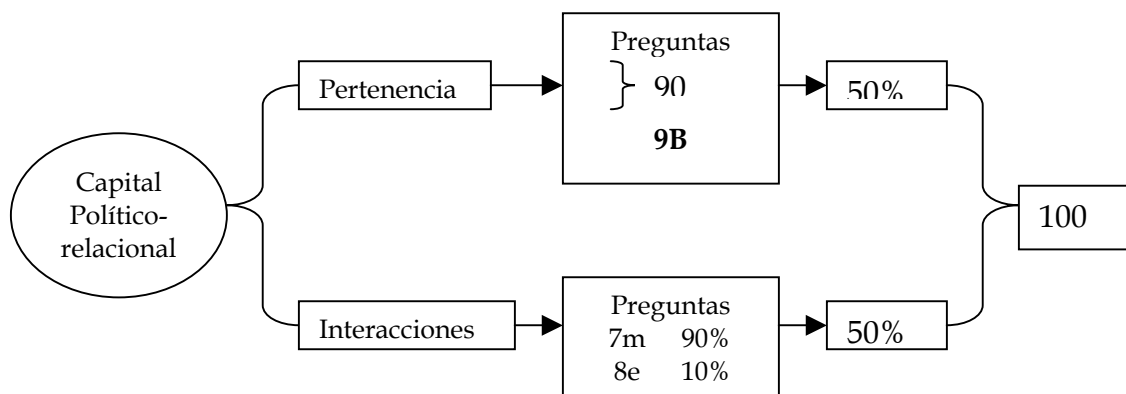 Capital
Político-
relacional
Pertenencia
Preguntas
90
9B
50%
Interacciones
Preguntas
7m 90%
8e 10%
50%
100